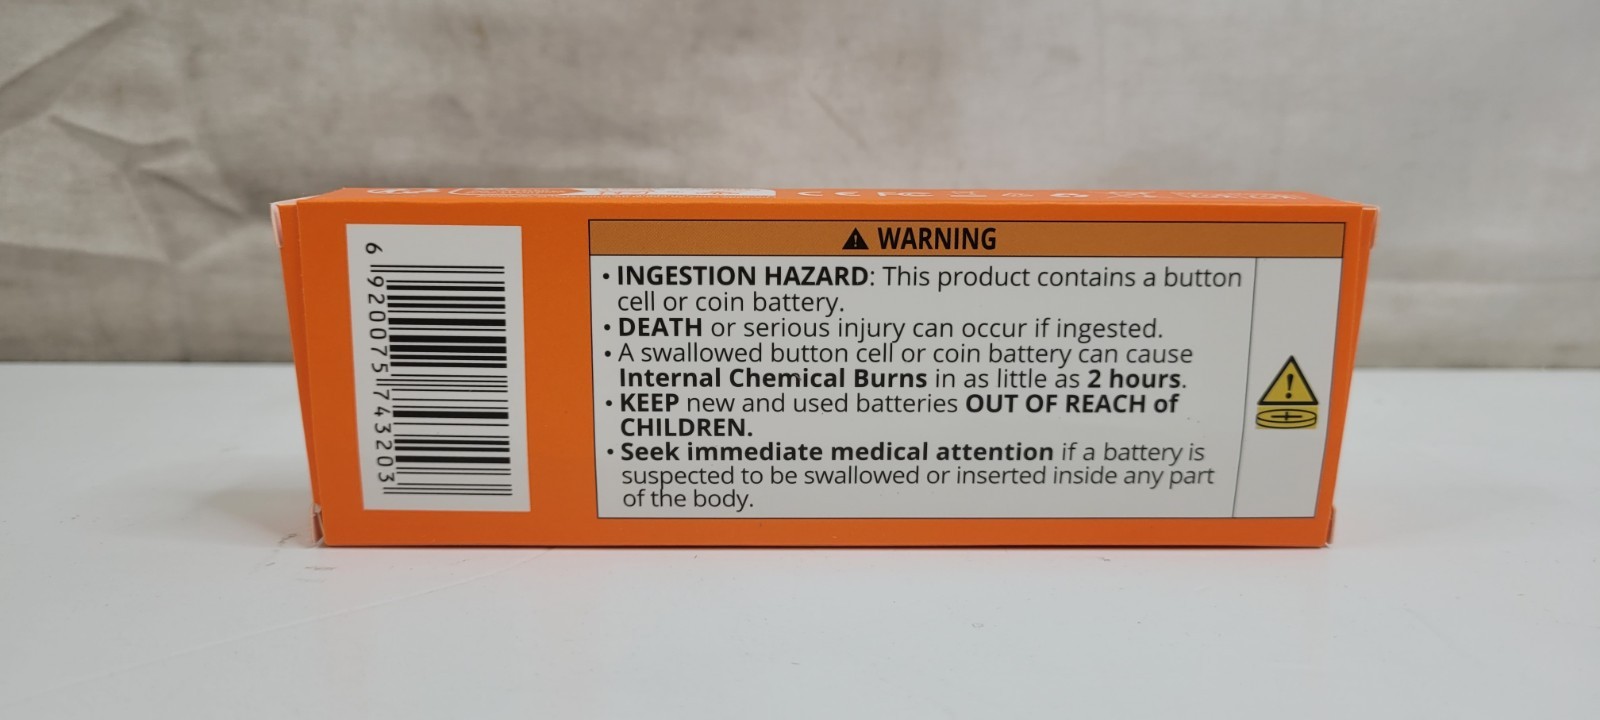 CE FC
6 920075 743203
WARNING
• INGESTION HAZARD: This product contains a button
cell or coin battery.
• DEATH or serious injury can occur if ingested.
• A swallowed button cell or coin battery can cause
Internal Chemical Burns in as little as 2 hours.
• KEEP new and used batteries OUT OF REACH of
CHILDREN.
• Seek immediate medical attention if a battery is
suspected to be swallowed or inserted inside any part
of the body.